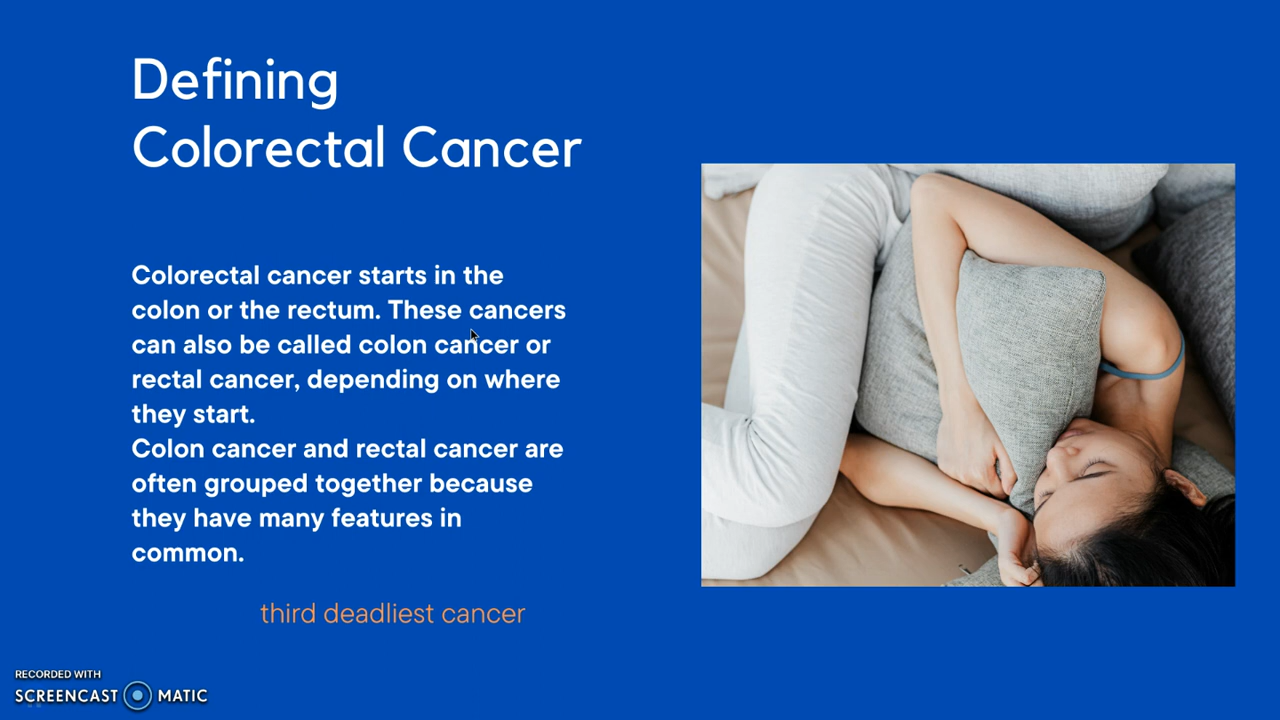 Defining
Colorectal Cancer
Colorectal cancer starts in the
colon or the rectum. These cancers
can also be called colon cancer or
rectal cancer, depending on where
they start.
Colon cancer and rectal cancer are
often grouped together because
they have many features in
common.
third deadliest cancer
RECORDED WITH
SCREENCAST MATIC